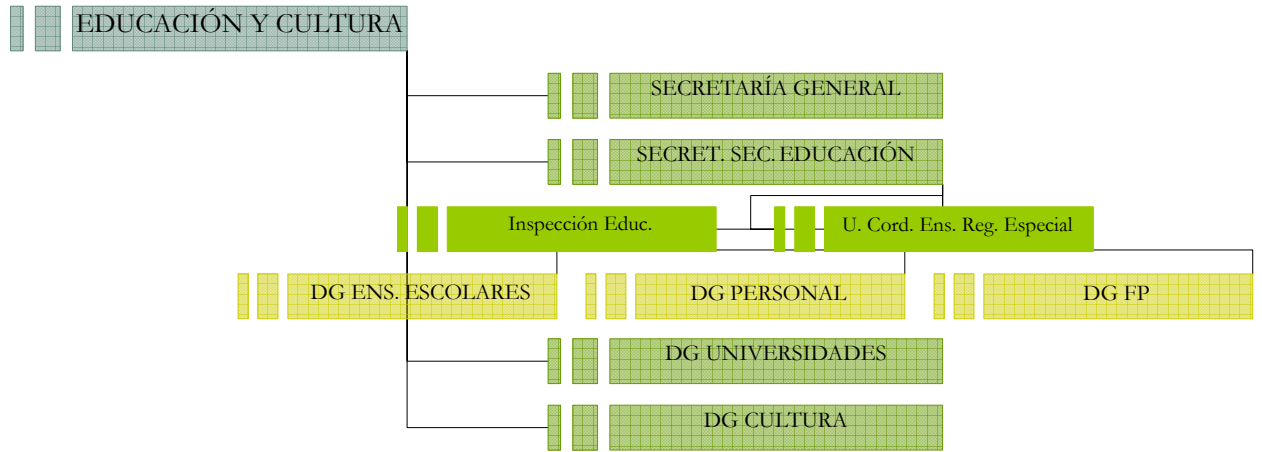 EDUCACIÓN Y CULTURA
SECRETARÍA GENERAL
SECRET. SEC. EDUCACIÓN
Inspección Educ.
U. Cord. Ens. Reg. Especial
DG ENS. ESCOLARES
DG PERSONAL
DG FP
DG UNIVERSIDADES
DG CULTURA